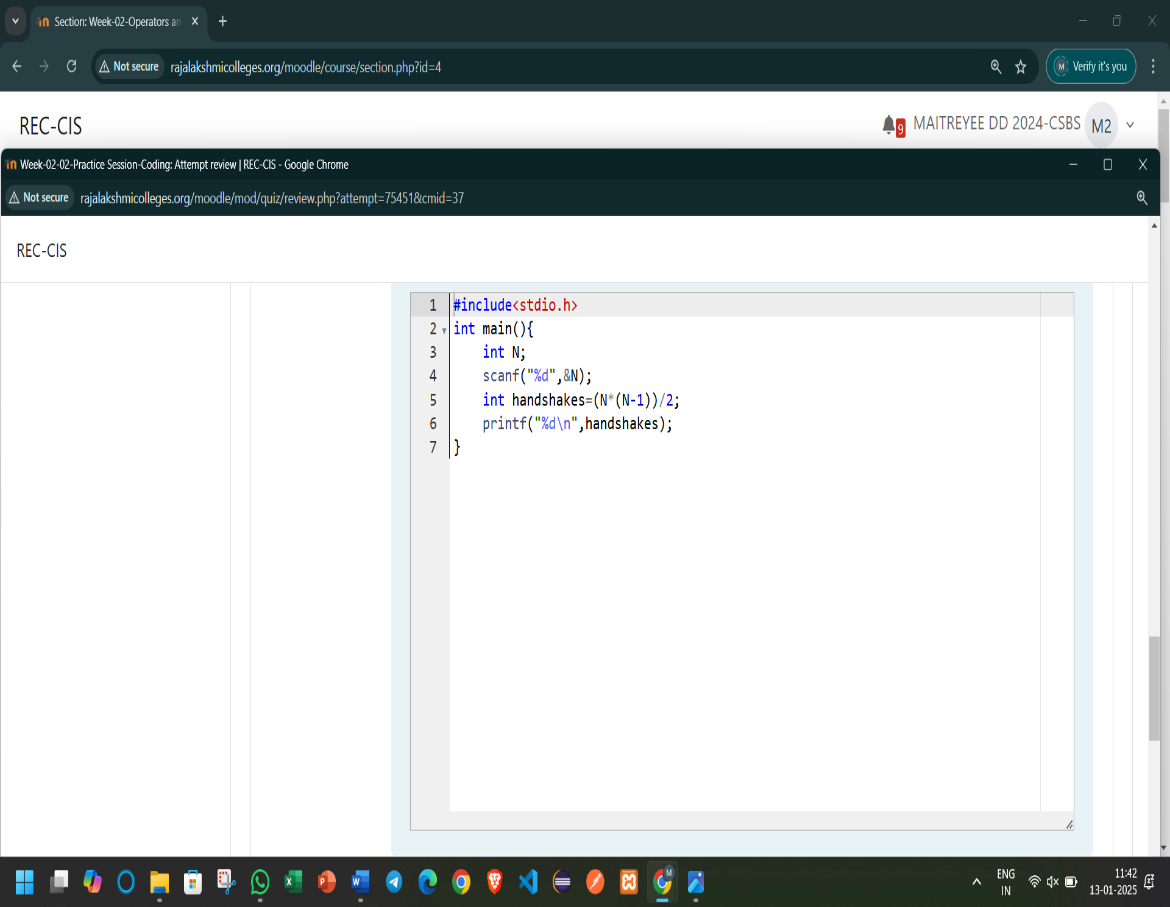 Section: Week-02-Operators an
Not secure rajalakshmicolleges.org/moodle/course/section.php?id=4 M Verify it's you
REC-CIS 9 MAITREYEE DD 2024-CSBS M2
Week-02-02-Practice Session-Coding: Attempt review | REC-CIS - Google Chrome
Not secure rajalakshmicolleges.org/moodle/mod/quiz/review.php?attempt=75451&cmid=37
REC-CIS
1 #include<stdio.h>
2 int main(){
3 int N;
4 scanf("%d",&N);
5 int handshakes=(N*(N-1))/2;
6 printf("%d\n",handshakes);
7 }
ENG 11:42
IN 13-01-2025